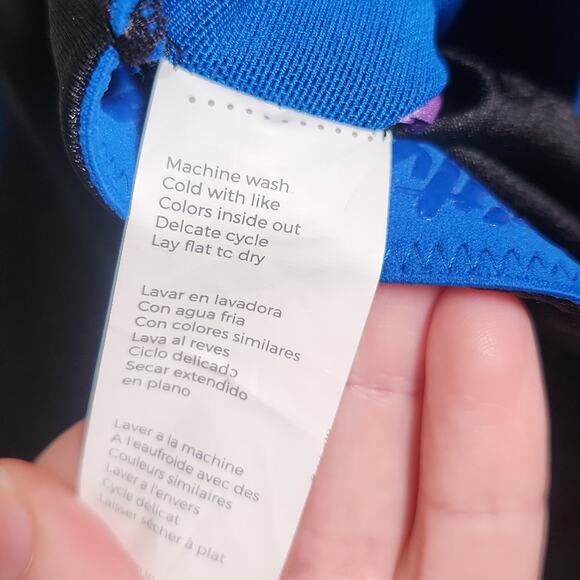 Machine wash
Cold with like
Colors inside out
Delcate cycle
Lay flat to dry
Lavar en lavadora
Con agua fria
Con colores similares
Lava al reves
Ciclo delicado
Secar extendido
en plano
Laver a la machine
A l'eaufroide avec des
Couleurs similaires
Laver a l'envers
Cycle délicat
Laisser sècher à plat